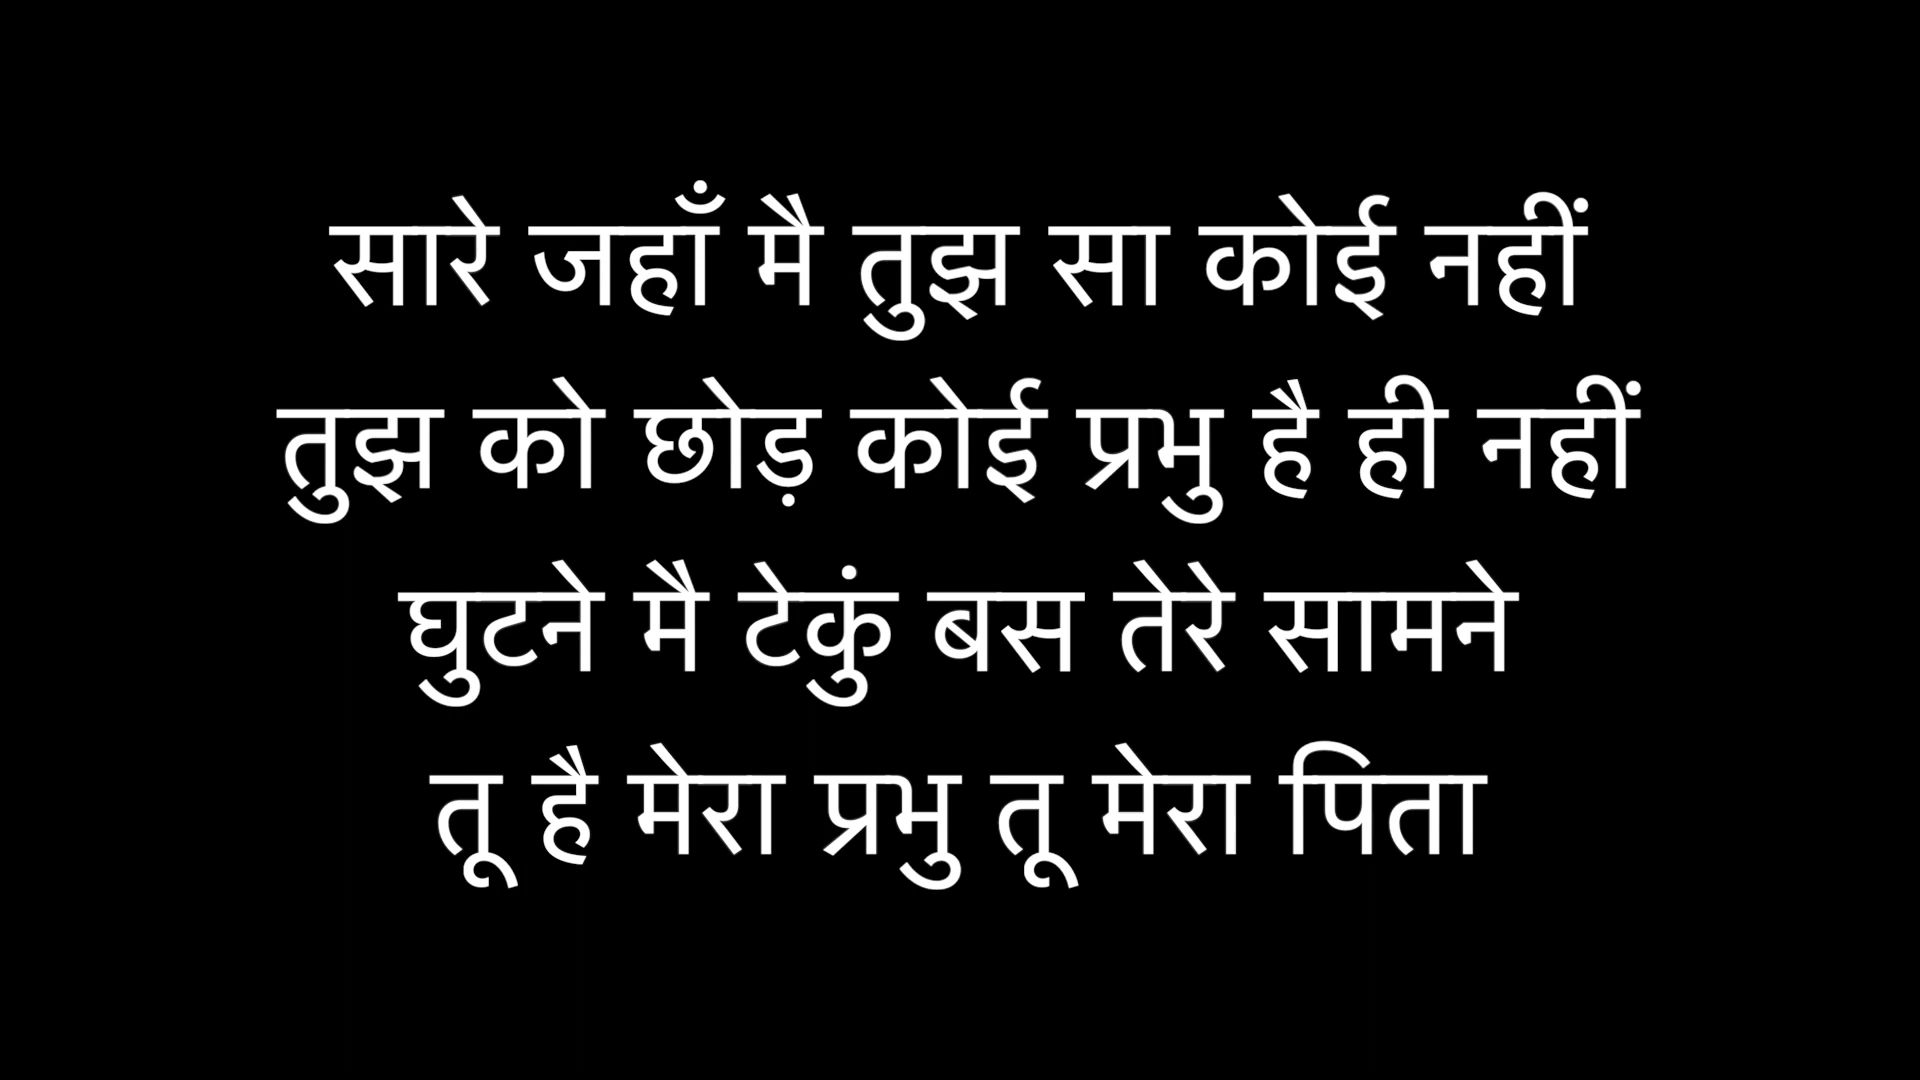 सारे जहाँ मै तुझ सा कोई नहीं
तुझ को छोड़ कोई प्रभु है ही नहीं
घुटने मै टेकुं बस तेरे सामने
तू है मेरा प्रभु तू मेरा पिता